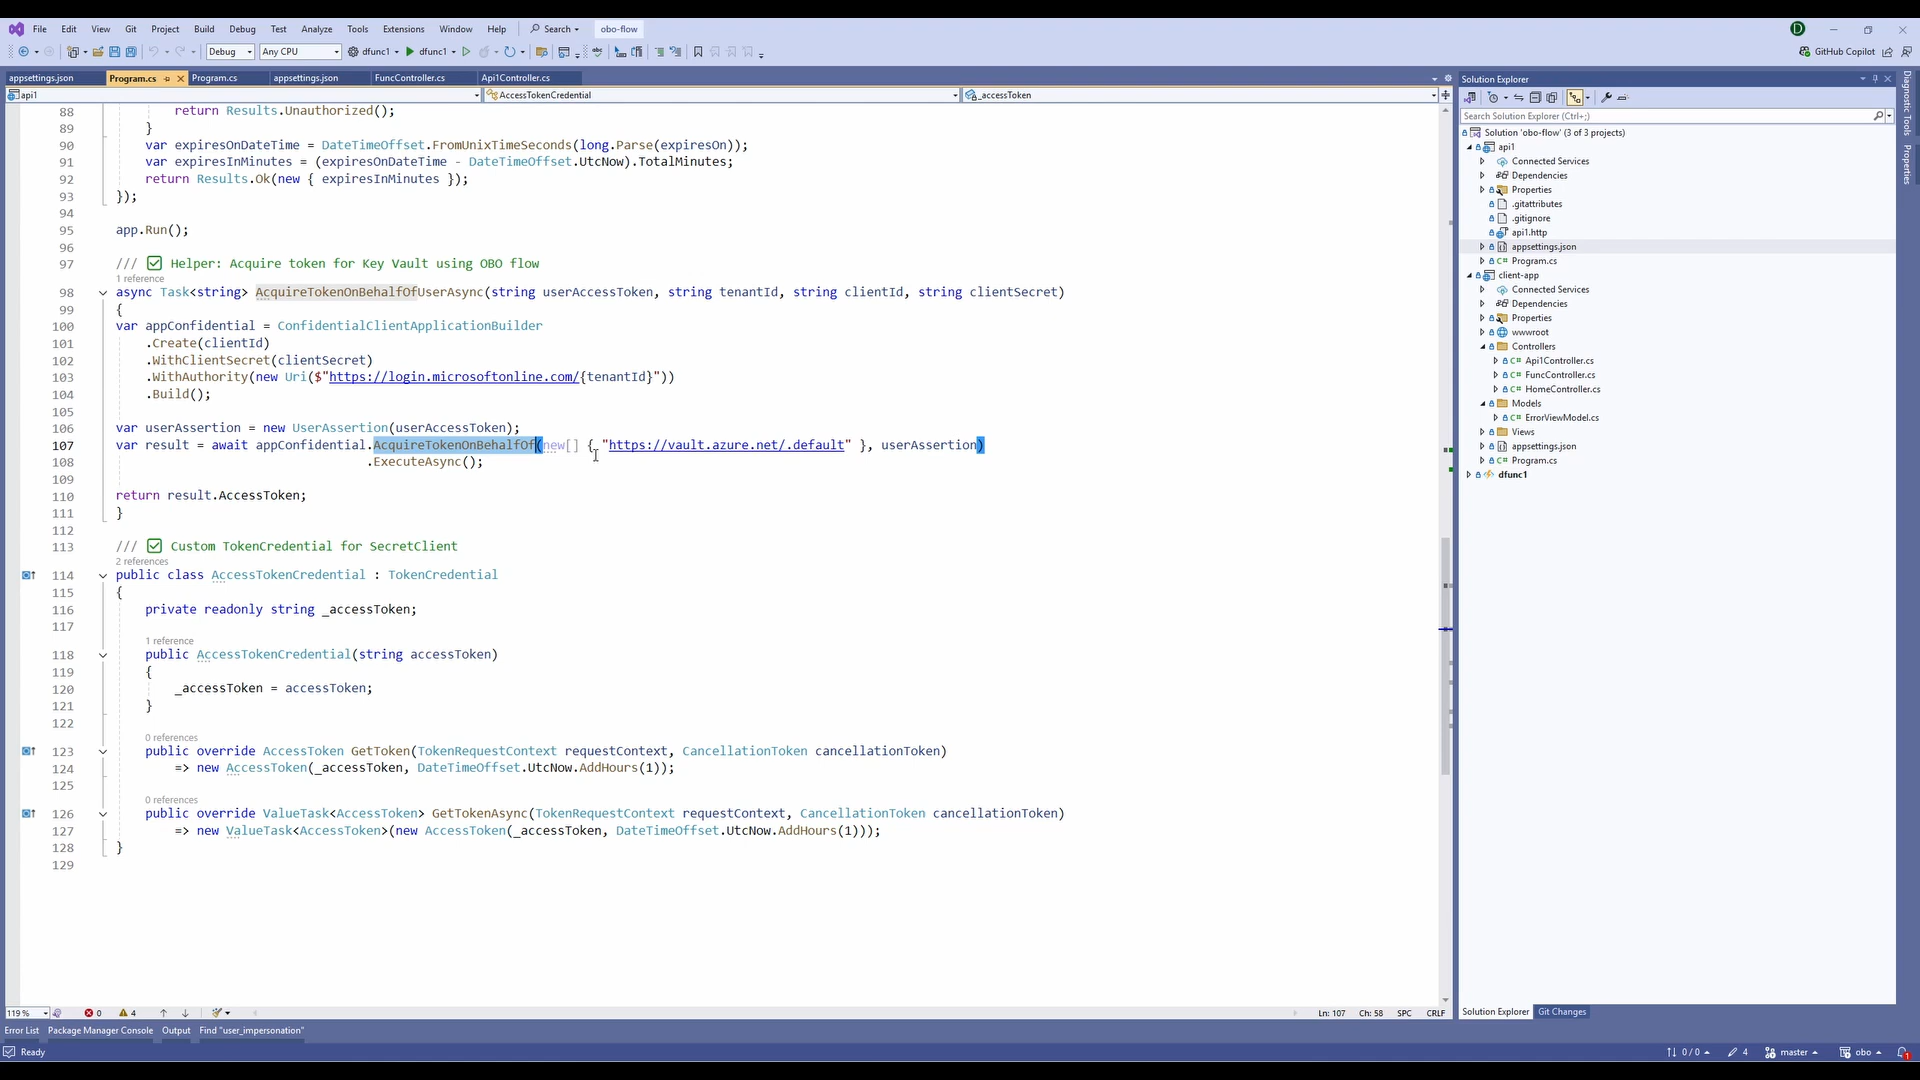 File Edit View Git Project Build Debug Test Analyze Tools Extensions Window Help Search obo-flow D
Debug Any CPU dfunc1 dfunc1 GitHub Copilot
appsettings.json Program.cs Program.cs appsettings.json FuncController.cs Api1Controller.cs
api1 AccessTokenCredential _accessToken
88 return Results.Unauthorized();
89 }
90 var expiresOnDateTime = DateTimeOffset.FromUnixTimeSeconds(long.Parse(expiresOn));
91 var expiresInMinutes = (expiresOnDateTime - DateTimeOffset.UtcNow).TotalMinutes;
92 return Results.Ok(new { expiresInMinutes });
93 });
94
95 app.Run();
96
97 /// ✅ Helper: Acquire token for Key Vault using OBO flow
1 reference
98 async Task<string> AcquireTokenOnBehalfOfUserAsync(string userAccessToken, string tenantId, string clientId, string clientSecret)
99 {
100 var appConfidential = ConfidentialClientApplicationBuilder
101 .Create(clientId)
102 .WithClientSecret(clientSecret)
103 .WithAuthority(new Uri($"https://login.microsoftonline.com/{tenantId}"))
104 .Build();
105
106 var userAssertion = new UserAssertion(userAccessToken);
107 var result = await appConfidential.AcquireTokenOnBehalfOf(new[] { "https://vault.azure.net/.default" }, userAssertion)
108 .ExecuteAsync();
109
110 return result.AccessToken;
111 }
112
113 /// ✅ Custom TokenCredential for SecretClient
2 references
114 public class AccessTokenCredential : TokenCredential
115 {
116 private readonly string _accessToken;
117
1 reference
118 public AccessTokenCredential(string accessToken)
119 {
120 _accessToken = accessToken;
121 }
122
0 references
123 public override AccessToken GetToken(TokenRequestContext requestContext, CancellationToken cancellationToken)
124 => new AccessToken(_accessToken, DateTimeOffset.UtcNow.AddHours(1));
125
0 references
126 public override ValueTask<AccessToken> GetTokenAsync(TokenRequestContext requestContext, CancellationToken cancellationToken)
127 => new ValueTask<AccessToken>(new AccessToken(_accessToken, DateTimeOffset.UtcNow.AddHours(1)));
128 }
129
119 % 0 4 Ln: 107 Ch: 58 SPC CRLF
Error List Package Manager Console Output Find "user_impersonation"
Ready 0 / 0 4 master obo 1
Solution Explorer
Search Solution Explorer (Ctrl+;)
Solution 'obo-flow' (3 of 3 projects)
api1
Connected Services
Dependencies
Properties
.gitattributes
.gitignore
api1.http
appsettings.json
C# Program.cs
client-app
Connected Services
Dependencies
Properties
wwwroot
Controllers
C# Api1Controller.cs
C# FuncController.cs
C# HomeController.cs
Models
C# ErrorViewModel.cs
Views
appsettings.json
C# Program.cs
dfunc1
Solution Explorer Git Changes
Diagnostic Tools
Properties